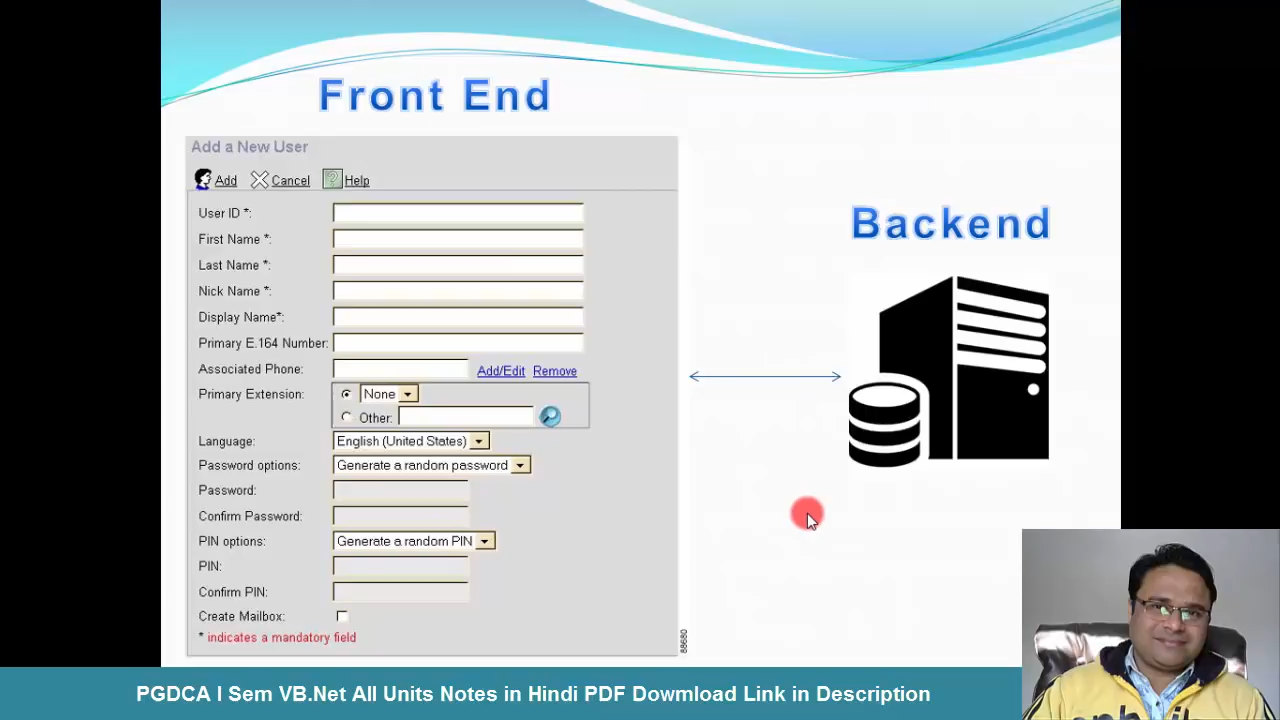 Front End
Add a New User
Add Cancel Help
User ID *:
First Name *:
Last Name *:
Nick Name *:
Display Name*:
Primary E.164 Number:
Associated Phone: Add/Edit Remove
Primary Extension: None
Other:
Language: English (United States)
Password options: Generate a random password
Password:
Confirm Password:
PIN options: Generate a random PIN
PIN:
Confirm PIN:
Create Mailbox:
* indicates a mandatory field
88680
Backend
PGDCA I Sem VB.Net All Units Notes in Hindi PDF Dowmload Link in Description